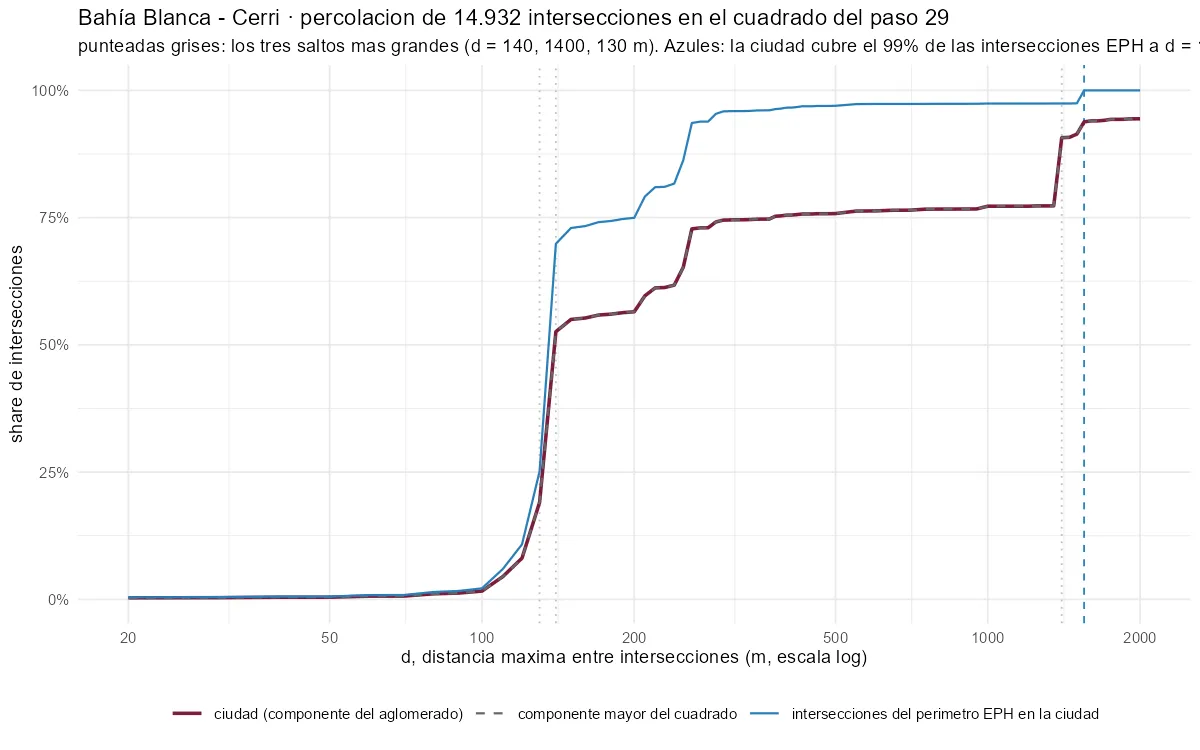 Bahía Blanca - Cerri · percolacion de 14.932 intersecciones en el cuadrado del paso 29
punteadas grises: los tres saltos mas grandes (d = 140, 1400, 130 m). Azules: la ciudad cubre el 99% de las intersecciones EPH a d =
100%
75%
50%
25%
0%
share de intersecciones
20 50 100 200 500 1000 2000
d, distancia maxima entre intersecciones (m, escala log)
ciudad (componente del aglomerado) componente mayor del cuadrado intersecciones del perimetro EPH en la ciudad